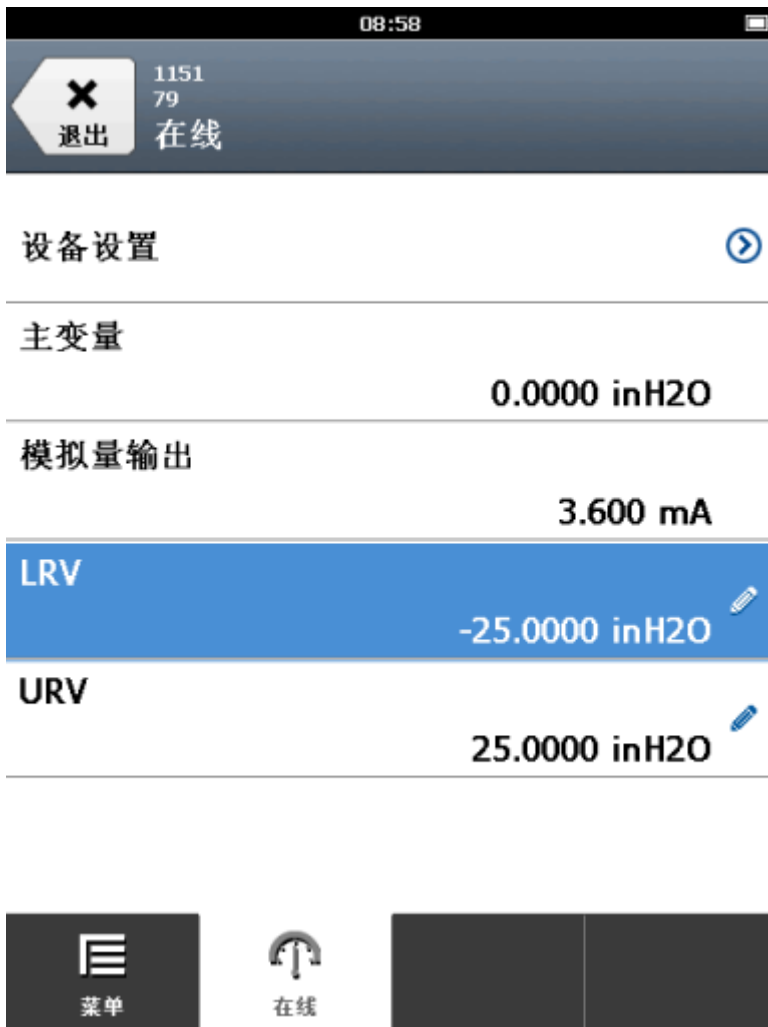 08:58
1151
79
退出
在线
设备设置
主变量
0.0000 inH2O
模拟量输出
3.600 mA
LRV
-25.0000 inH2O
URV
25.0000 inH2O
菜单
在线